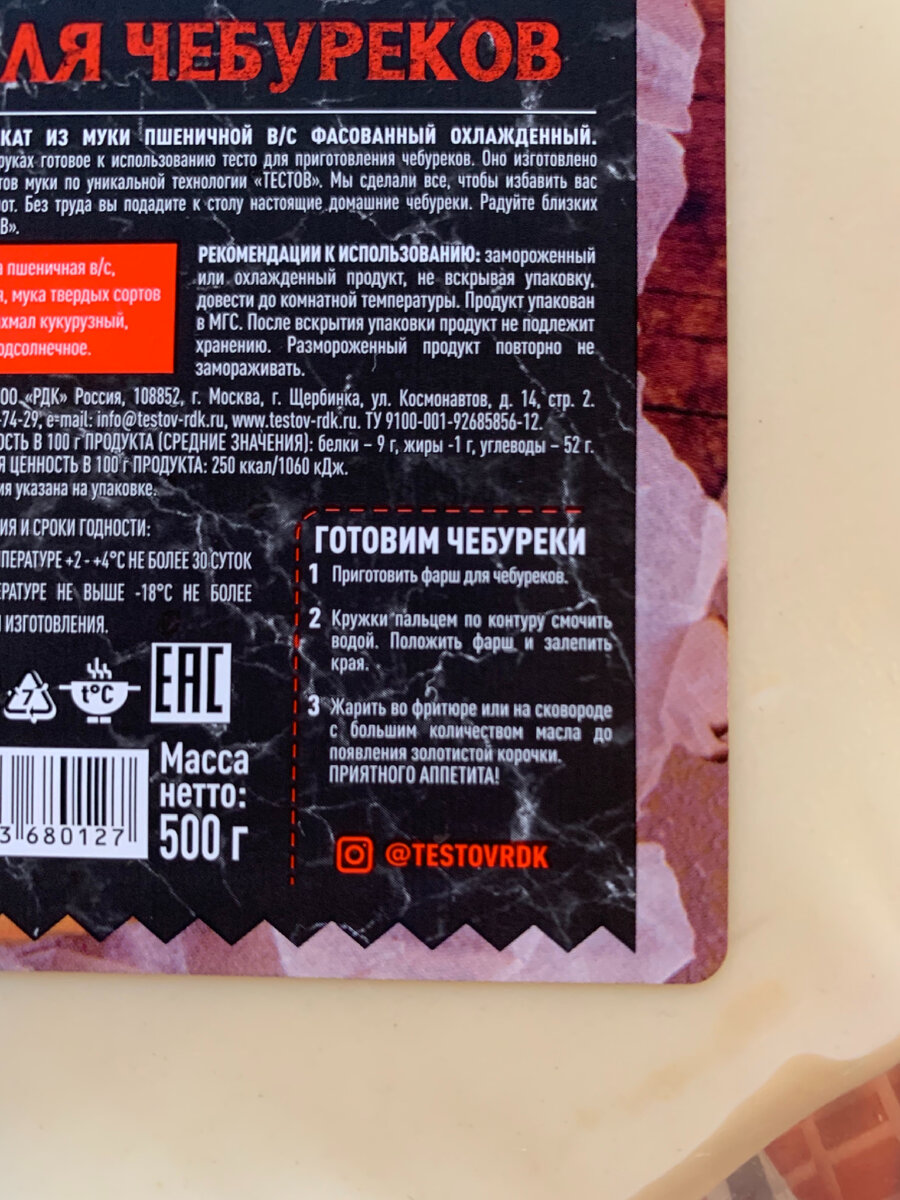 ЛЯ ЧЕБУРЕКОВ
КАТ ИЗ МУКИ ПШЕНИЧНОЙ В/С ФАСОВАННЫЙ ОХЛАЖДЕННЫЙ.
руках готовое к использованию тесто для приготовления чебуреков. Оно изготовлено
тов муки по уникальной технологии «ТЕСТОВ». Мы сделали все, чтобы избавить вас
от. Без труда вы подадите к столу настоящие домашние чебуреки. Радуйте близких
В».
а пшеничная в/с,
я, мука твердых сортов
ахмал кукурузный,
одсолнечное.
РЕКОМЕНДАЦИИ К ИСПОЛЬЗОВАНИЮ: замороженный
или охлажденный продукт, не вскрывая упаковку,
довести до комнатной температуры. Продукт упакован
в МГС. После вскрытия упаковки продукт не подлежит
хранению. Размороженный продукт повторно не
замораживать.
ОО «РДК» Россия, 108852, г. Москва, г. Щербинка, ул. Космонавтов, д. 14, стр. 2.
-74-29, e-mail: info@testov-rdk.ru, www.testov-rdk.ru. ТУ 9100-001-92685856-12.
ОСТЬ В 100 г ПРОДУКТА (СРЕДНИЕ ЗНАЧЕНИЯ): белки – 9 г, жиры -1 г, углеводы – 52 г.
Я ЦЕННОСТЬ В 100 г ПРОДУКТА: 250 ккал/1060 кДж.
ия указана на упаковке.
ИЯ И СРОКИ ГОДНОСТИ:
ПЕРАТУРЕ +2 - +4°С НЕ БОЛЕЕ 30 СУТОК
ЕРАТУРЕ НЕ ВЫШЕ -18°С НЕ БОЛЕЕ
И ИЗГОТОВЛЕНИЯ.
7
t°C
ЕАС
3 680127
Масса
нетто:
500 г
ГОТОВИМ ЧЕБУРЕКИ
1 Приготовить фарш для чебуреков.
2 Кружки пальцем по контуру смочить
водой. Положить фарш и залепить
края.
3 Жарить во фритюре или на сковороде
с большим количеством масла до
появления золотистой корочки.
ПРИЯТНОГО АППЕТИТА!
@TESTOVRDK